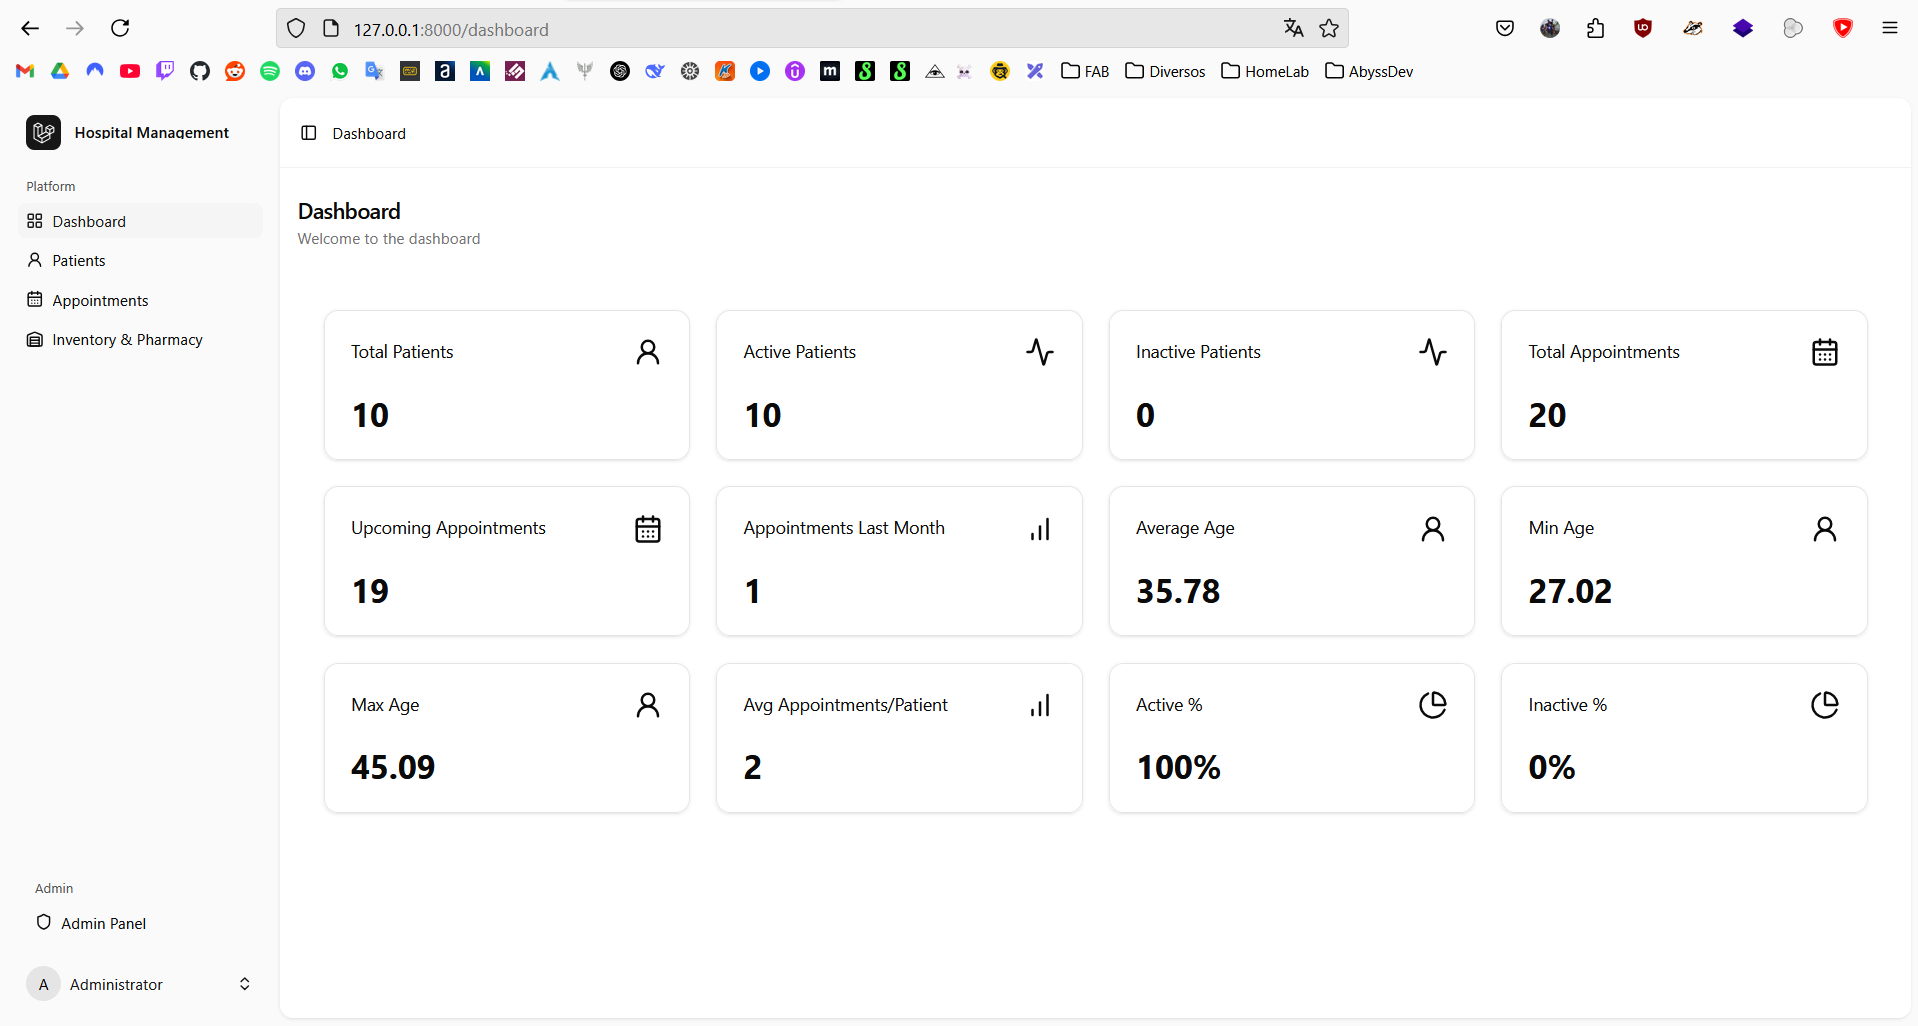 127.0.0.1:8000/dashboard
FAB
Diversos
HomeLab
AbyssDev
Hospital Management
Dashboard
Platform
Dashboard
Patients
Appointments
Inventory & Pharmacy
Dashboard
Welcome to the dashboard
Total Patients
10
Active Patients
10
Inactive Patients
0
Total Appointments
20
Upcoming Appointments
19
Appointments Last Month
1
Average Age
35.78
Min Age
27.02
Max Age
45.09
Avg Appointments/Patient
2
Active %
100%
Inactive %
0%
Admin
Admin Panel
A
Administrator